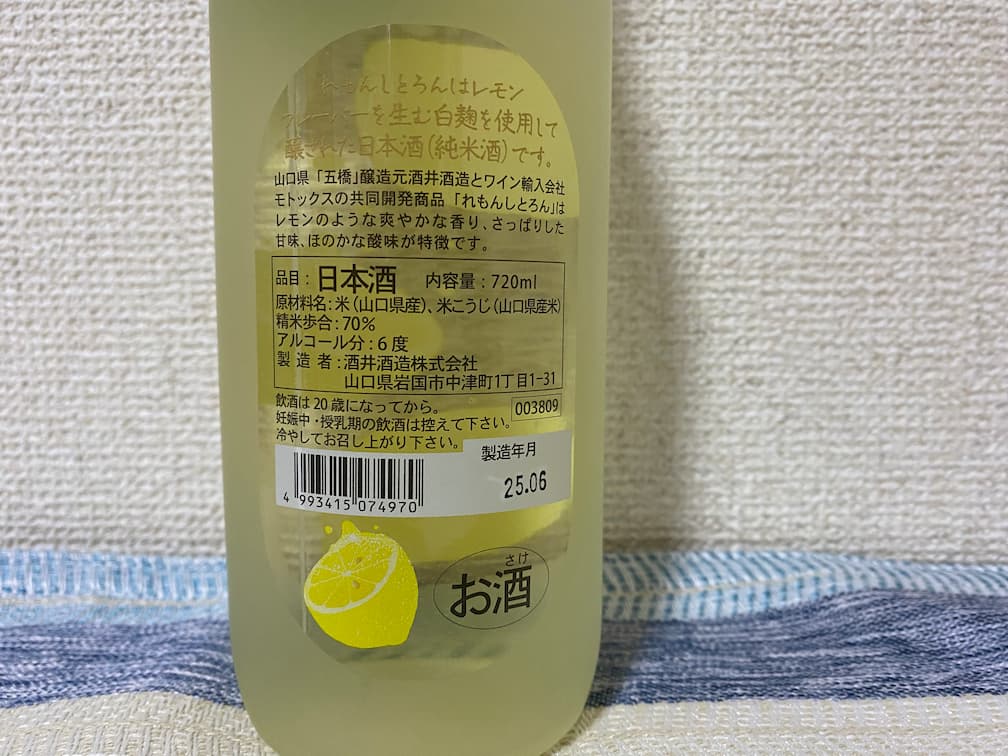 れもんしとろんはレモン
フレーバーを生む白麹を使用して
醸された日本酒(純米酒)です。
山口県「五橋」醸造元酒井酒造とワイン輸入会社
モトックスの共同開発商品「れもんしとろん」は
レモンのような爽やかな香り、さっぱりした
甘味、ほのかな酸味が特徴です。
品目：日本酒 内容量：720ml
原材料名：米(山口県産)、米こうじ(山口県産米)
精米歩合：70%
アルコール分：6度
製造者：酒井酒造株式会社
山口県岩国市中津町1丁目1-31
飲酒は20歳になってから。
003809
妊娠中・授乳期の飲酒は控えて下さい。
冷やしてお召し上がり下さい。
製造年月
25.06
4 993415 074970
さけ
お酒